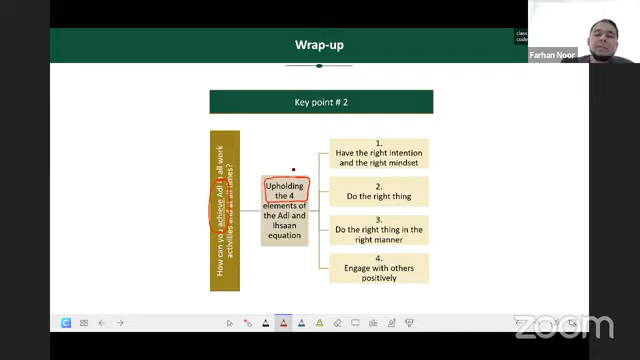 Wrap-up
Key point # 2
How can you achieve Adl in all work
activities and at all times?
Upholding
the 4
elements of
the Adl and
Ihsaan
equation
1.
Have the right intention
and the right mindset
2.
Do the right thing
3.
Do the right thing in the
right manner
4.
Engage with others
positively
Farhan Noor
zoom